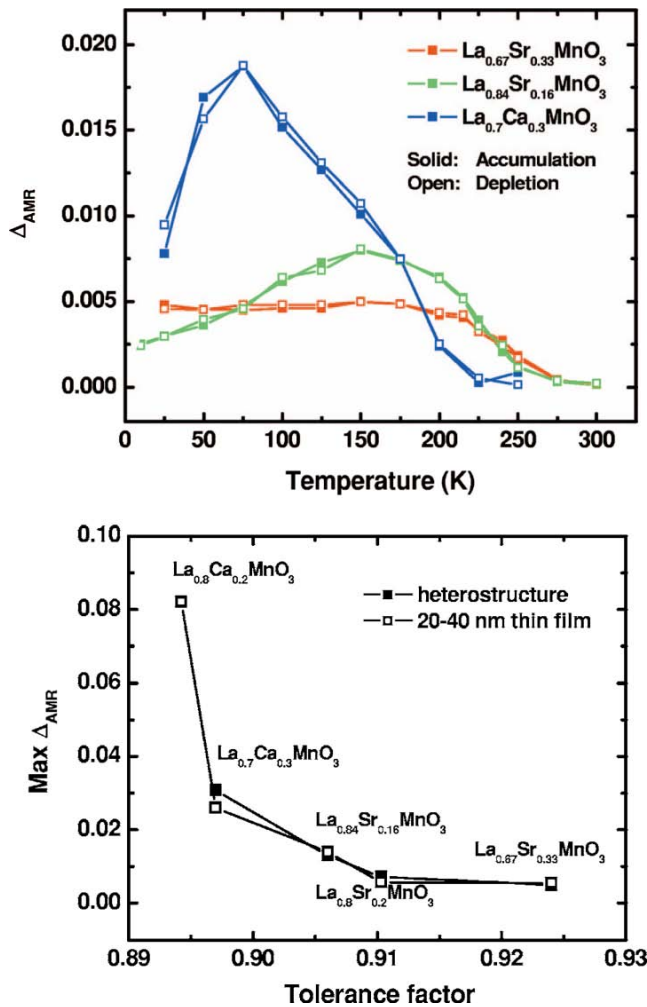 0.020
0.015
0.010
0.005
0.000
Δ_AMR
La₀.₆₇Sr₀.₃₃MnO₃
La₀.₈₄Sr₀.₁₆MnO₃
La₀.₇Ca₀.₃MnO₃
Solid: Accumulation
Open: Depletion
0 50 100 150 200 250 300
Temperature (K)
0.10
0.08
0.06
0.04
0.02
0.00
Max Δ_AMR
La₀.₈Ca₀.₂MnO₃
heterostructure
20-40 nm thin film
La₀.₇Ca₀.₃MnO₃
La₀.₈₄Sr₀.₁₆MnO₃
La₀.₆₇Sr₀.₃₃MnO₃
La₀.₈Sr₀.₂MnO₃
0.89 0.90 0.91 0.92 0.93
Tolerance factor